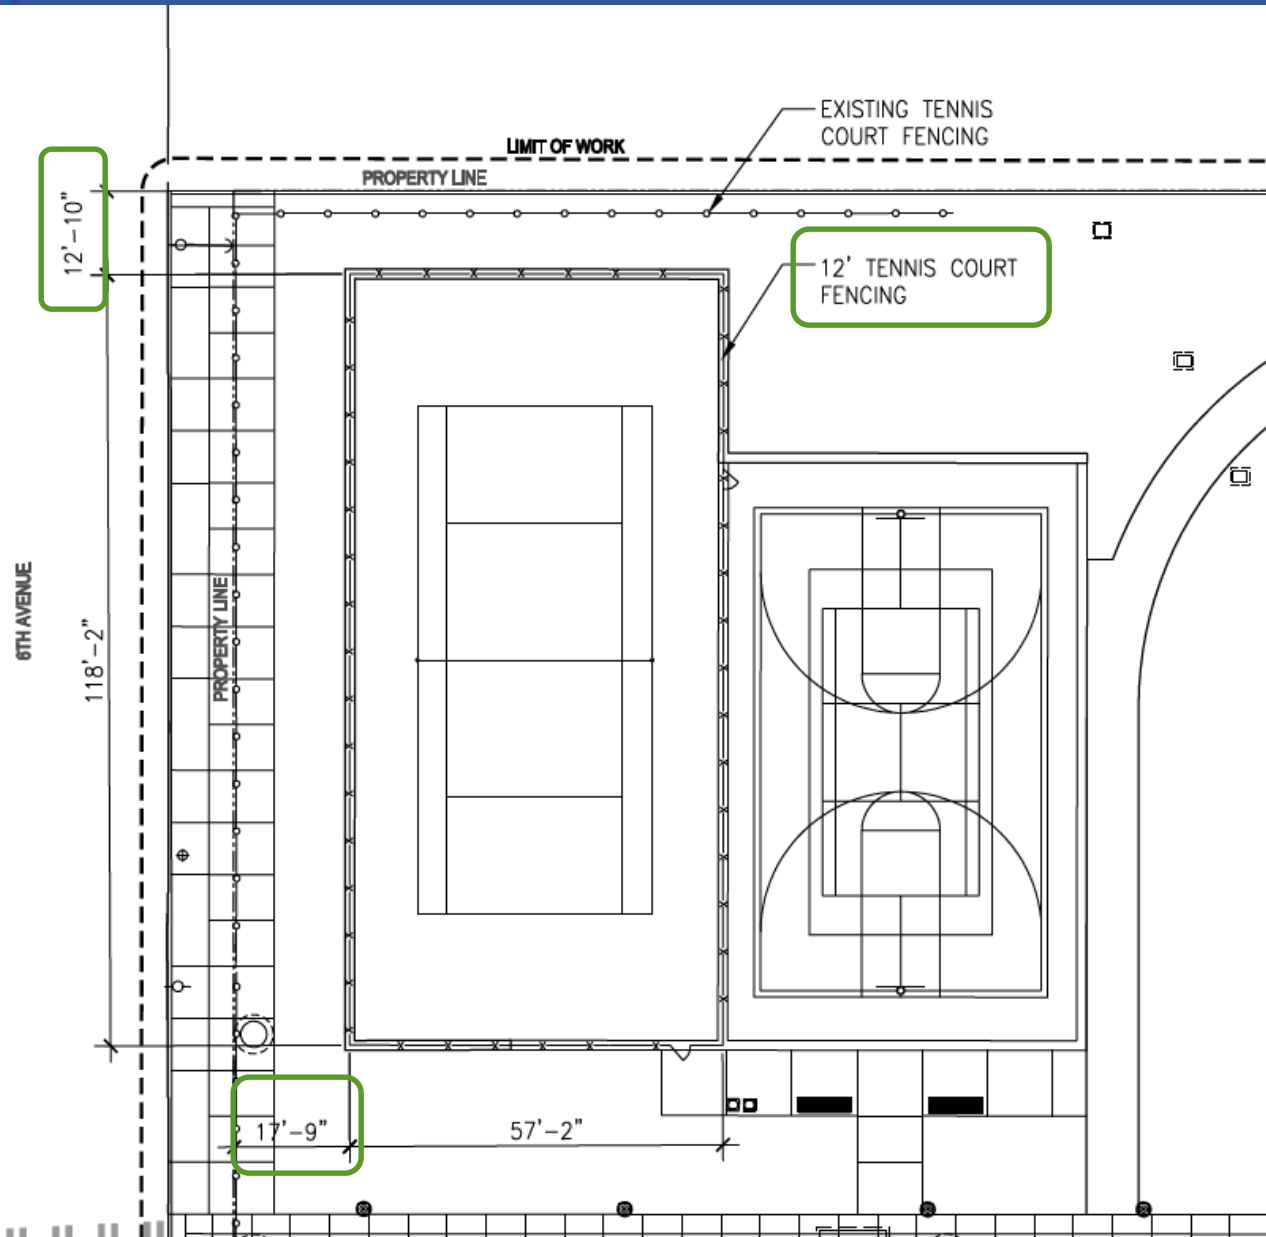 EXISTING TENNIS
COURT FENCING
LIMIT OF WORK
PROPERTY LINE
12'-10"
12' TENNIS COURT
FENCING
6TH AVENUE
118'-2"
PROPERTY LINE
17'-9"
57'-2"